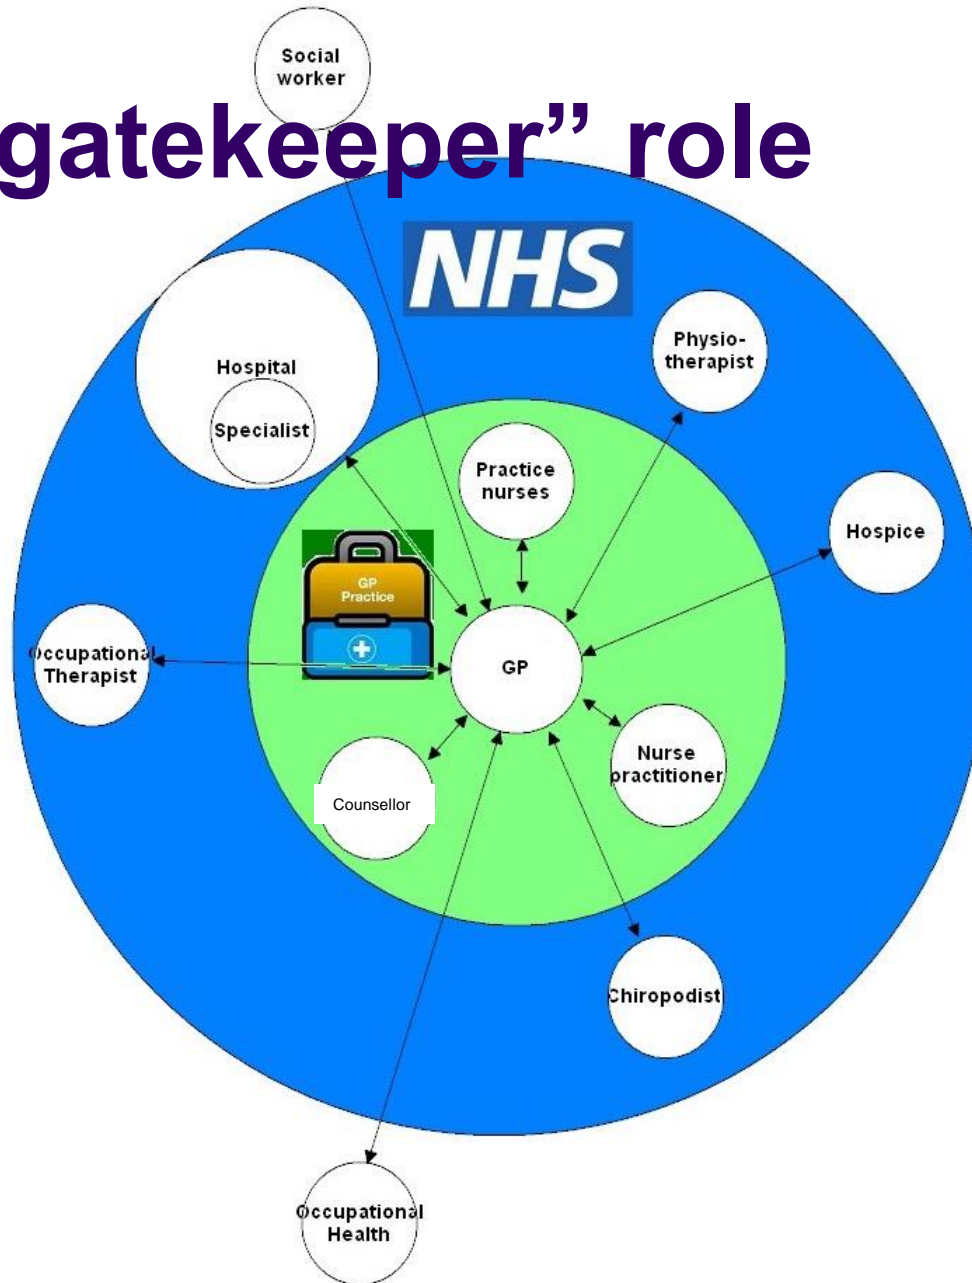 Social
worker
gatekeeper” role
NHS
Physio-
therapist
Hospital
Specialist
Practice
nurses
Hospice
GP
Practice
Occupational
Therapist
GP
Nurse
practitioner
Counsellor
Chiropodist
Occupational
Health